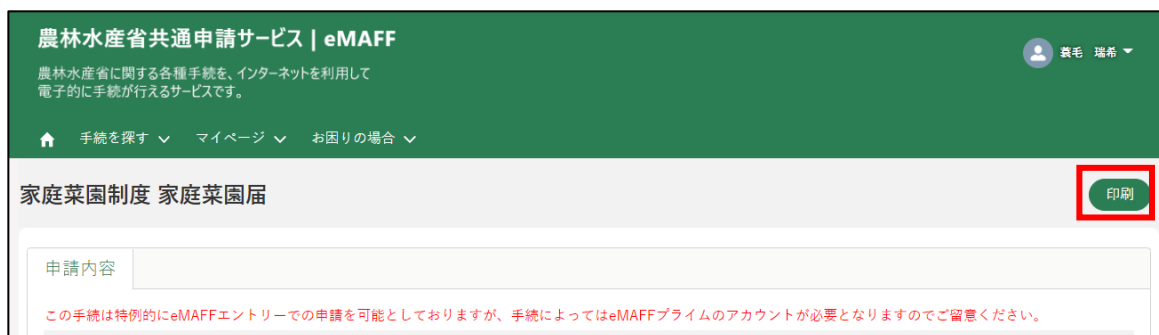 農林水産省共通申請サービス | eMAFF
農林水産省に関する各種手続を、インターネットを利用して
電子的に手続が行えるサービスです。
蓑毛 瑞希
手続を探す マイページ お困りの場合
家庭菜園制度 家庭菜園届
印刷
申請内容
この手続は特例的にeMAFFエントリーでの申請を可能としておりますが、手続によってはeMAFFプライムのアカウントが必要となりますのでご留意ください。